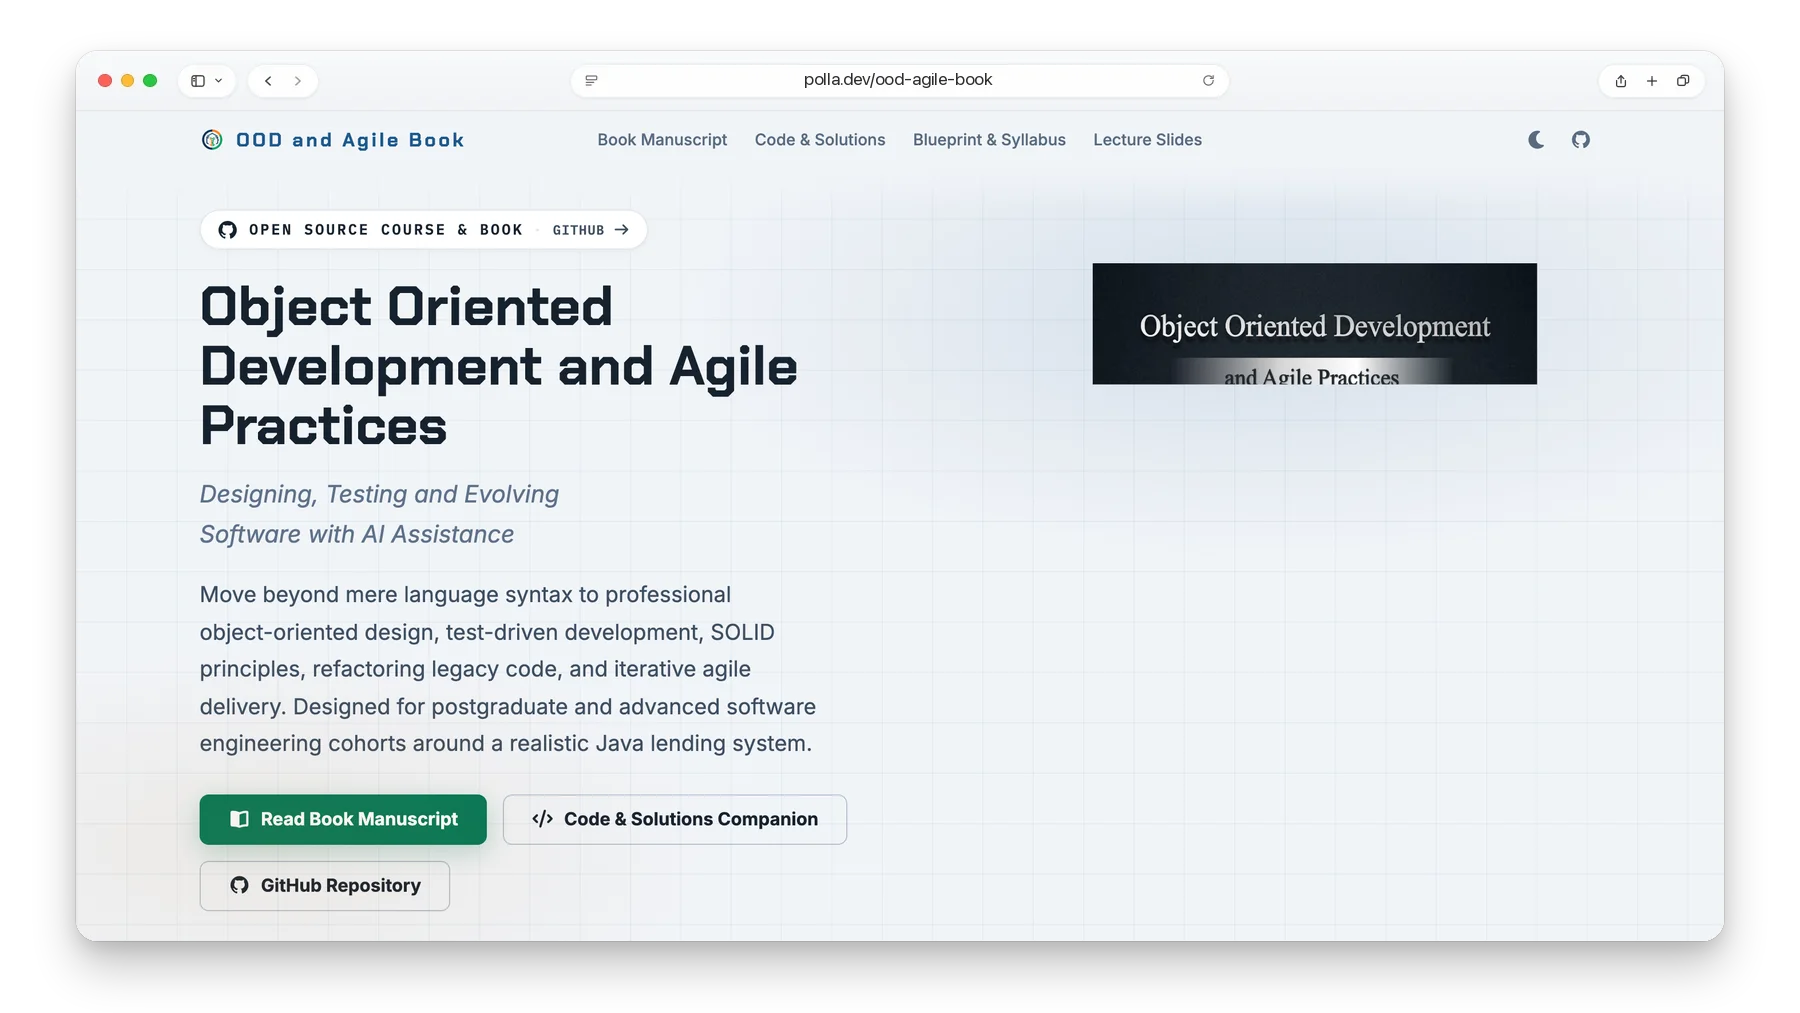 polla.dev/ood-agile-book
OOD and Agile Book
Book Manuscript
Code & Solutions
Blueprint & Syllabus
Lecture Slides
OPEN SOURCE COURSE & BOOK · GITHUB →
Object Oriented
Development and Agile
Practices
Designing, Testing and Evolving
Software with AI Assistance
Move beyond mere language syntax to professional
object-oriented design, test-driven development, SOLID
principles, refactoring legacy code, and iterative agile
delivery. Designed for postgraduate and advanced software
engineering cohorts around a realistic Java lending system.
Read Book Manuscript
</> Code & Solutions Companion
GitHub Repository
Object Oriented Development
and Agile Practices